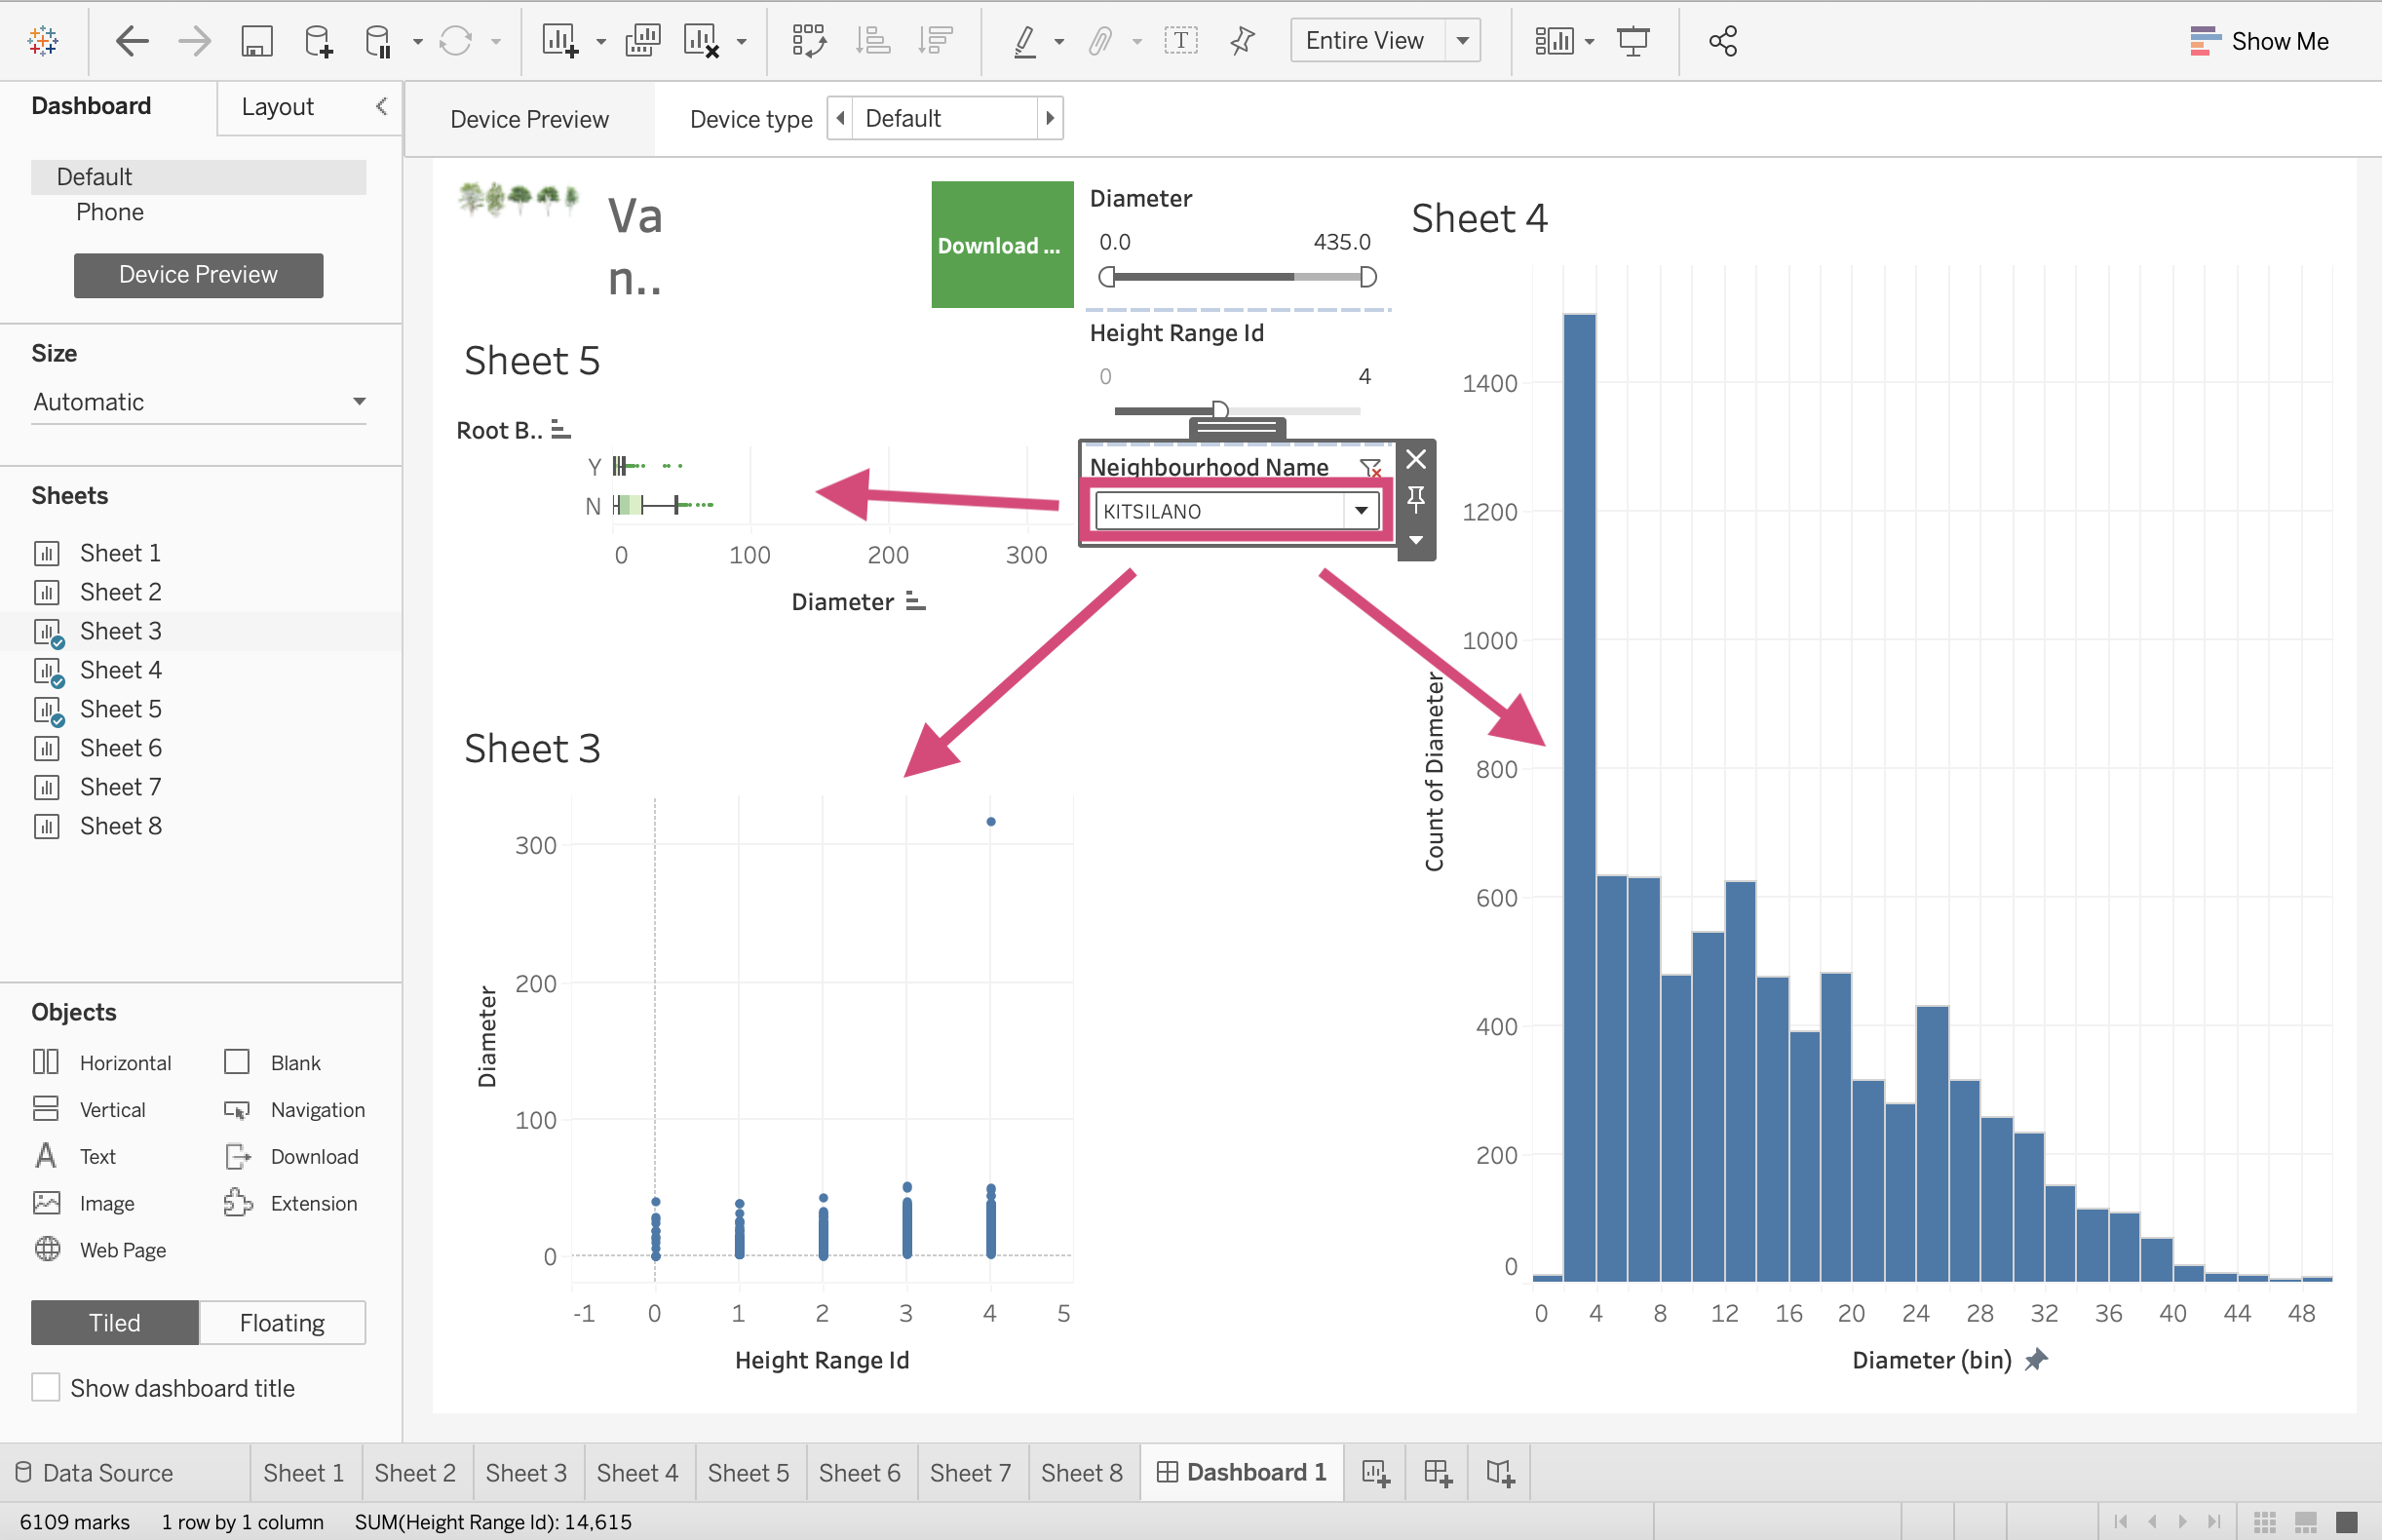 Entire View
Show Me
Dashboard
Layout
Default
Phone
Device Preview
Size
Automatic
Sheets
Sheet 1
Sheet 2
Sheet 3
Sheet 4
Sheet 5
Sheet 6
Sheet 7
Sheet 8
Objects
Horizontal
Blank
Vertical
Navigation
Text
Download
Image
Extension
Web Page
Tiled
Floating
Show dashboard title
Device Preview
Device type
Default
Va
n..
Download ...
Diameter
0.0
435.0
Height Range Id
0
4
Neighbourhood Name
KITSILANO
Sheet 5
Root B..
Y
N
0 100 200 300
Diameter
Sheet 3
300
200
100
0
Diameter
-1 0 1 2 3 4 5
Height Range Id
Sheet 4
1400
1200
1000
800
600
400
200
0
Count of Diameter
0 4 8 12 16 20 24 28 32 36 40 44 48
Diameter (bin)
Data Source
Sheet 1
Sheet 2
Sheet 3
Sheet 4
Sheet 5
Sheet 6
Sheet 7
Sheet 8
Dashboard 1
6109 marks
1 row by 1 column
SUM(Height Range Id): 14,615